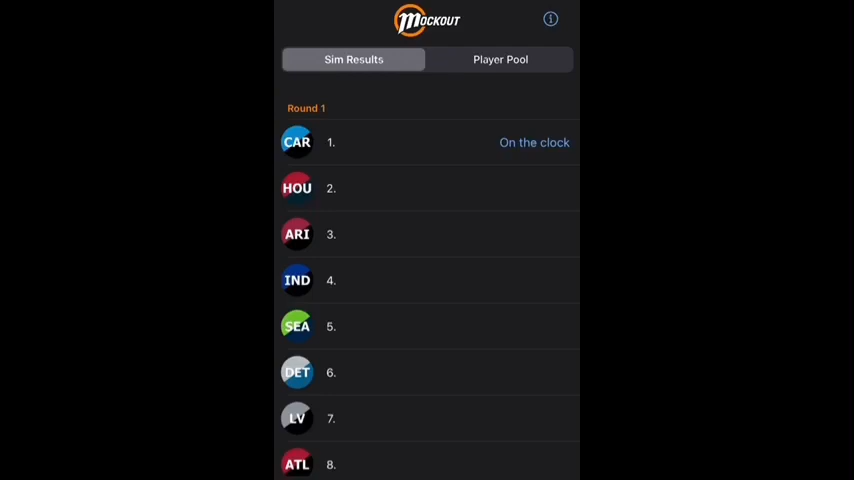 MOCKOUT
Sim Results
Player Pool
Round 1
CAR 1. On the clock
HOU 2.
ARI 3.
IND 4.
SEA 5.
DET 6.
LV 7.
ATL 8.